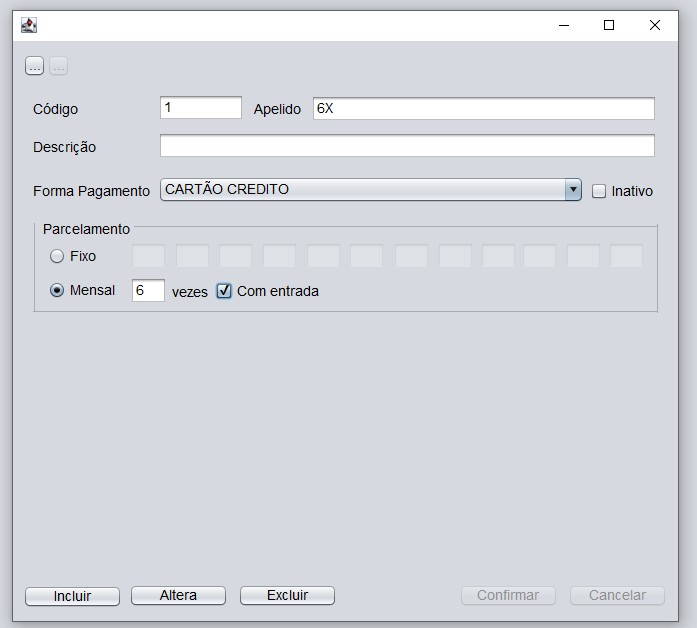 ... ...
Código 1 Apelido 6X
Descrição
Forma Pagamento CARTÃO CREDITO Inativo
Parcelamento
Fixo
Mensal 6 vezes Com entrada
Incluir Altera Excluir Confirmar Cancelar